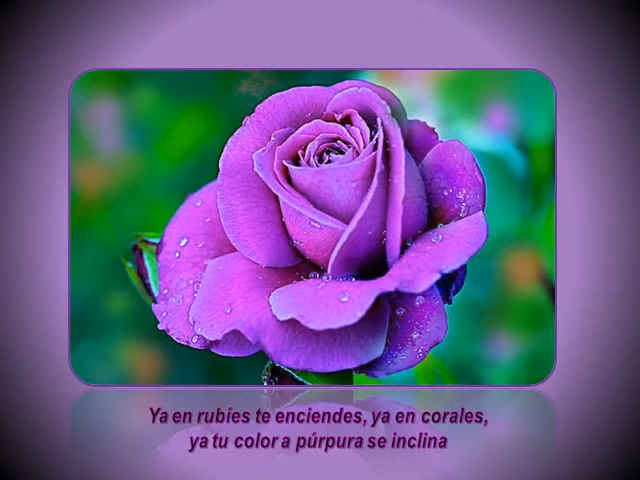 Ya en rubíes te enciendes, ya en corales,
ya tu color a púrpura se inclina